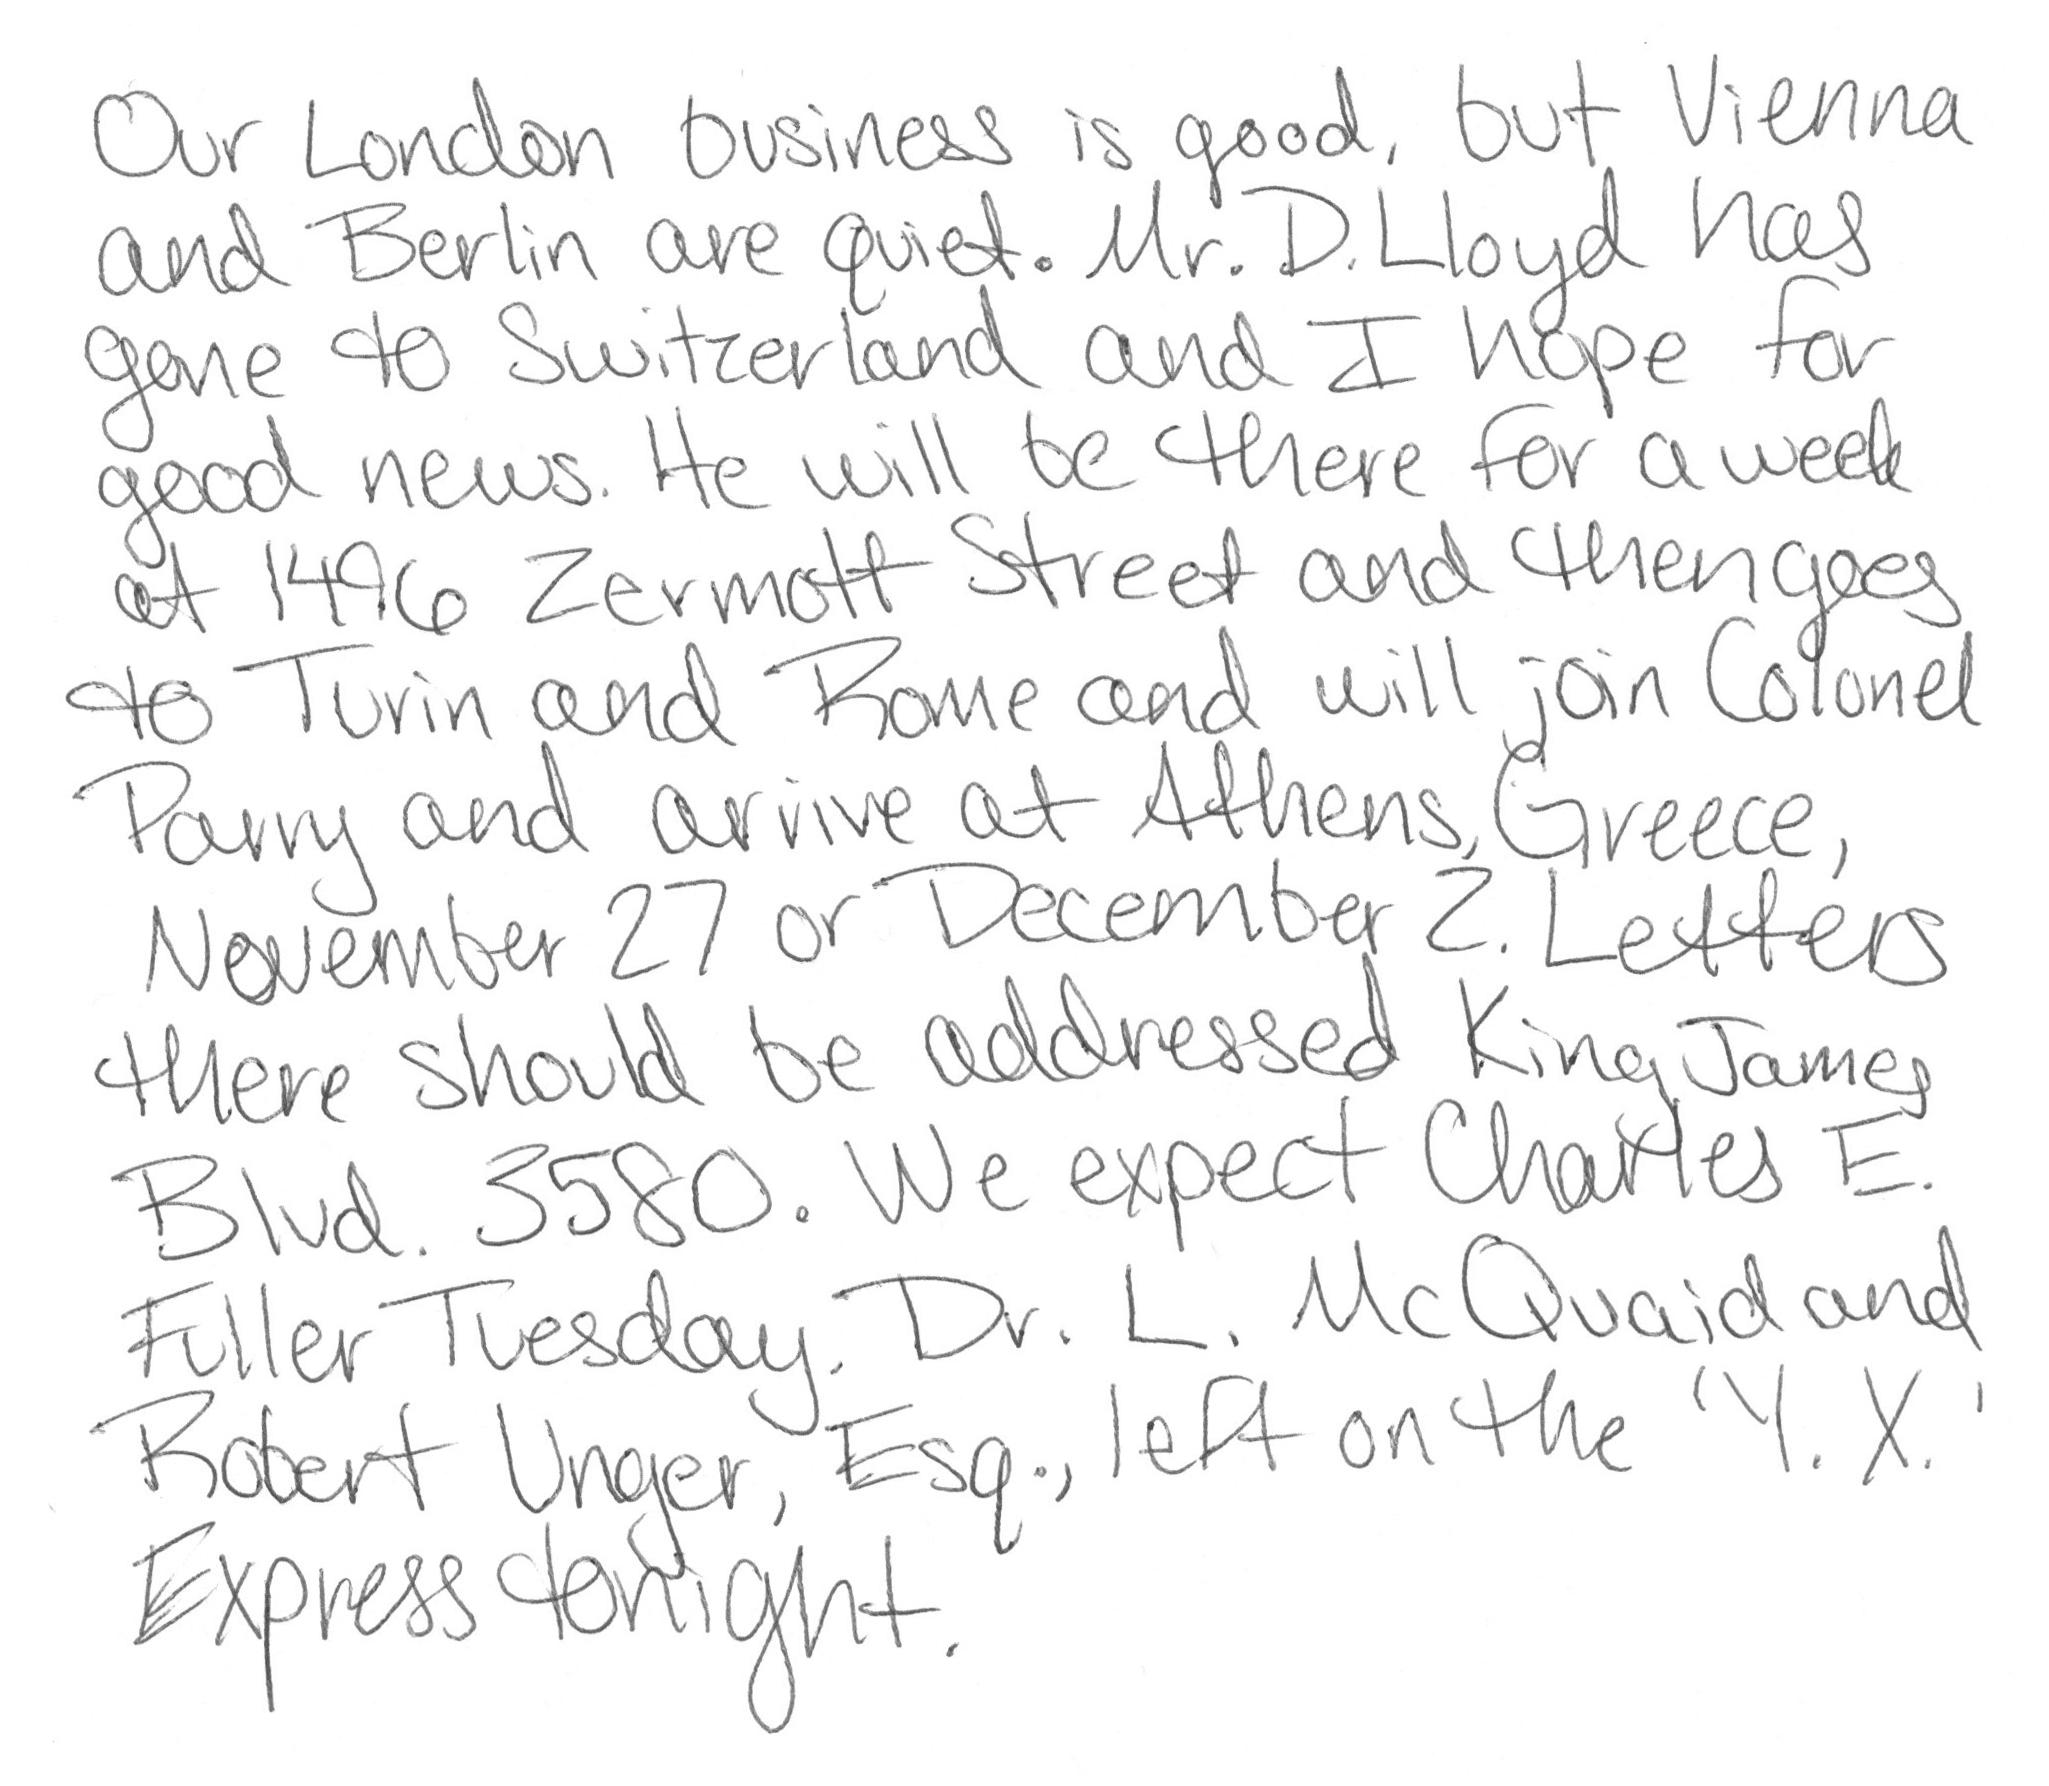 Our London business is good, but Vienna
and Berlin are quiet. Mr. D. Lloyd has
gone to Switzerland and I hope for
good news. He will be there for a week
at 1496 Zermott Street and then goes
to Turin and Rome and will join Colonel
Parry and arrive at Athens, Greece,
November 27 or December 2. Letters
there should be addressed King James
Blvd. 3580. We expect Charles E.
Fuller Tuesday. Dr. L. McQuaid and
Robert Unger, Esq., left on the 'Y. X.'
Express tonight.